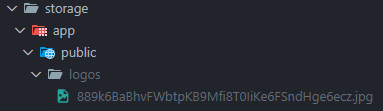 storage
app
public
logos
889k6BaBhvFWbtpKB9Mfi8T0IiKe6FSndHge6ecz.jpg